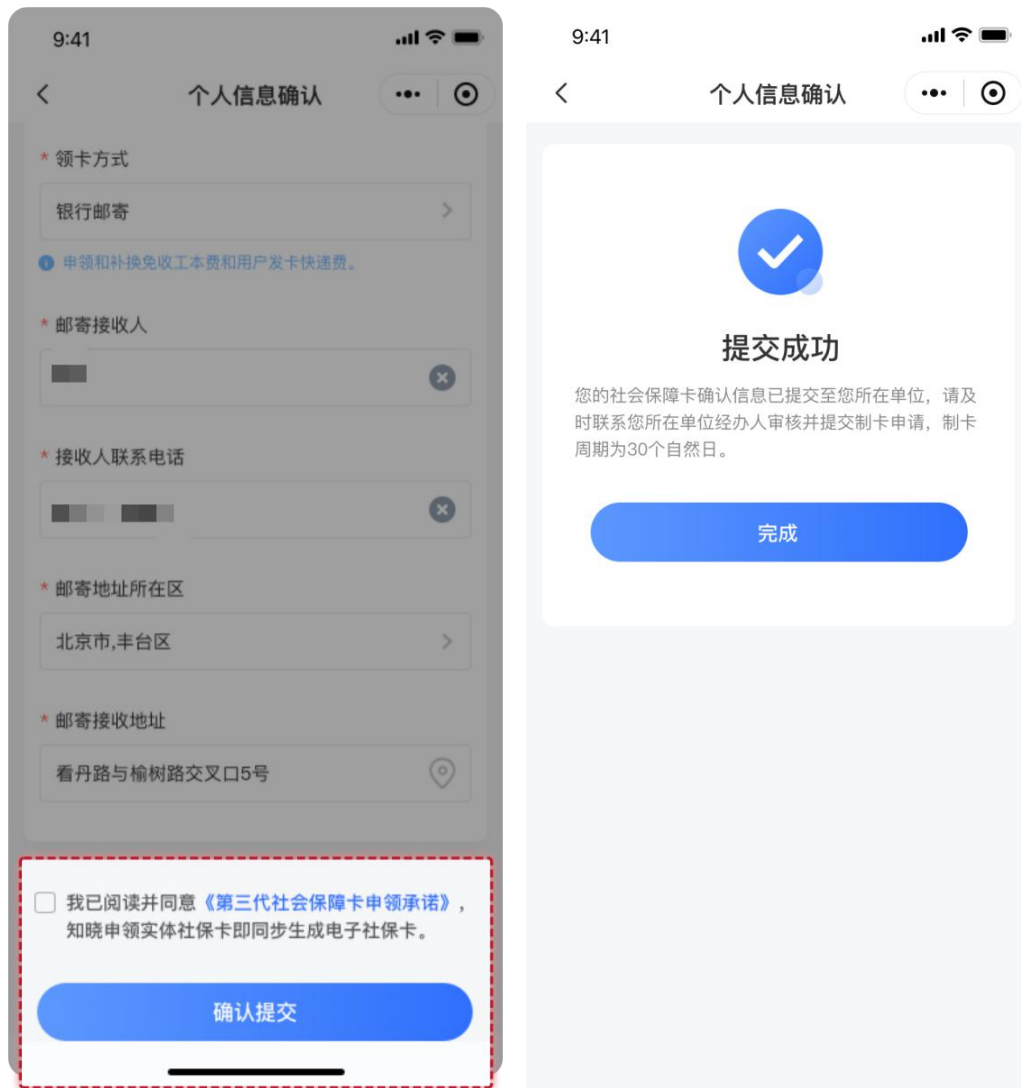 9:41
个人信息确认
* 领卡方式
银行邮寄
申领和补换免收工本费和用户发卡快递费。
* 邮寄接收人
* 接收人联系电话
* 邮寄地址所在区
北京市,丰台区
* 邮寄接收地址
看丹路与榆树路交叉口5号
我已阅读并同意《第三代社会保障卡申领承诺》，
知晓申领实体社保卡即同步生成电子社保卡。
确认提交
9:41
个人信息确认
提交成功
您的社会保障卡确认信息已提交至您所在单位，请及
时联系您所在单位经办人审核并提交制卡申请，制卡
周期为30个自然日。
完成